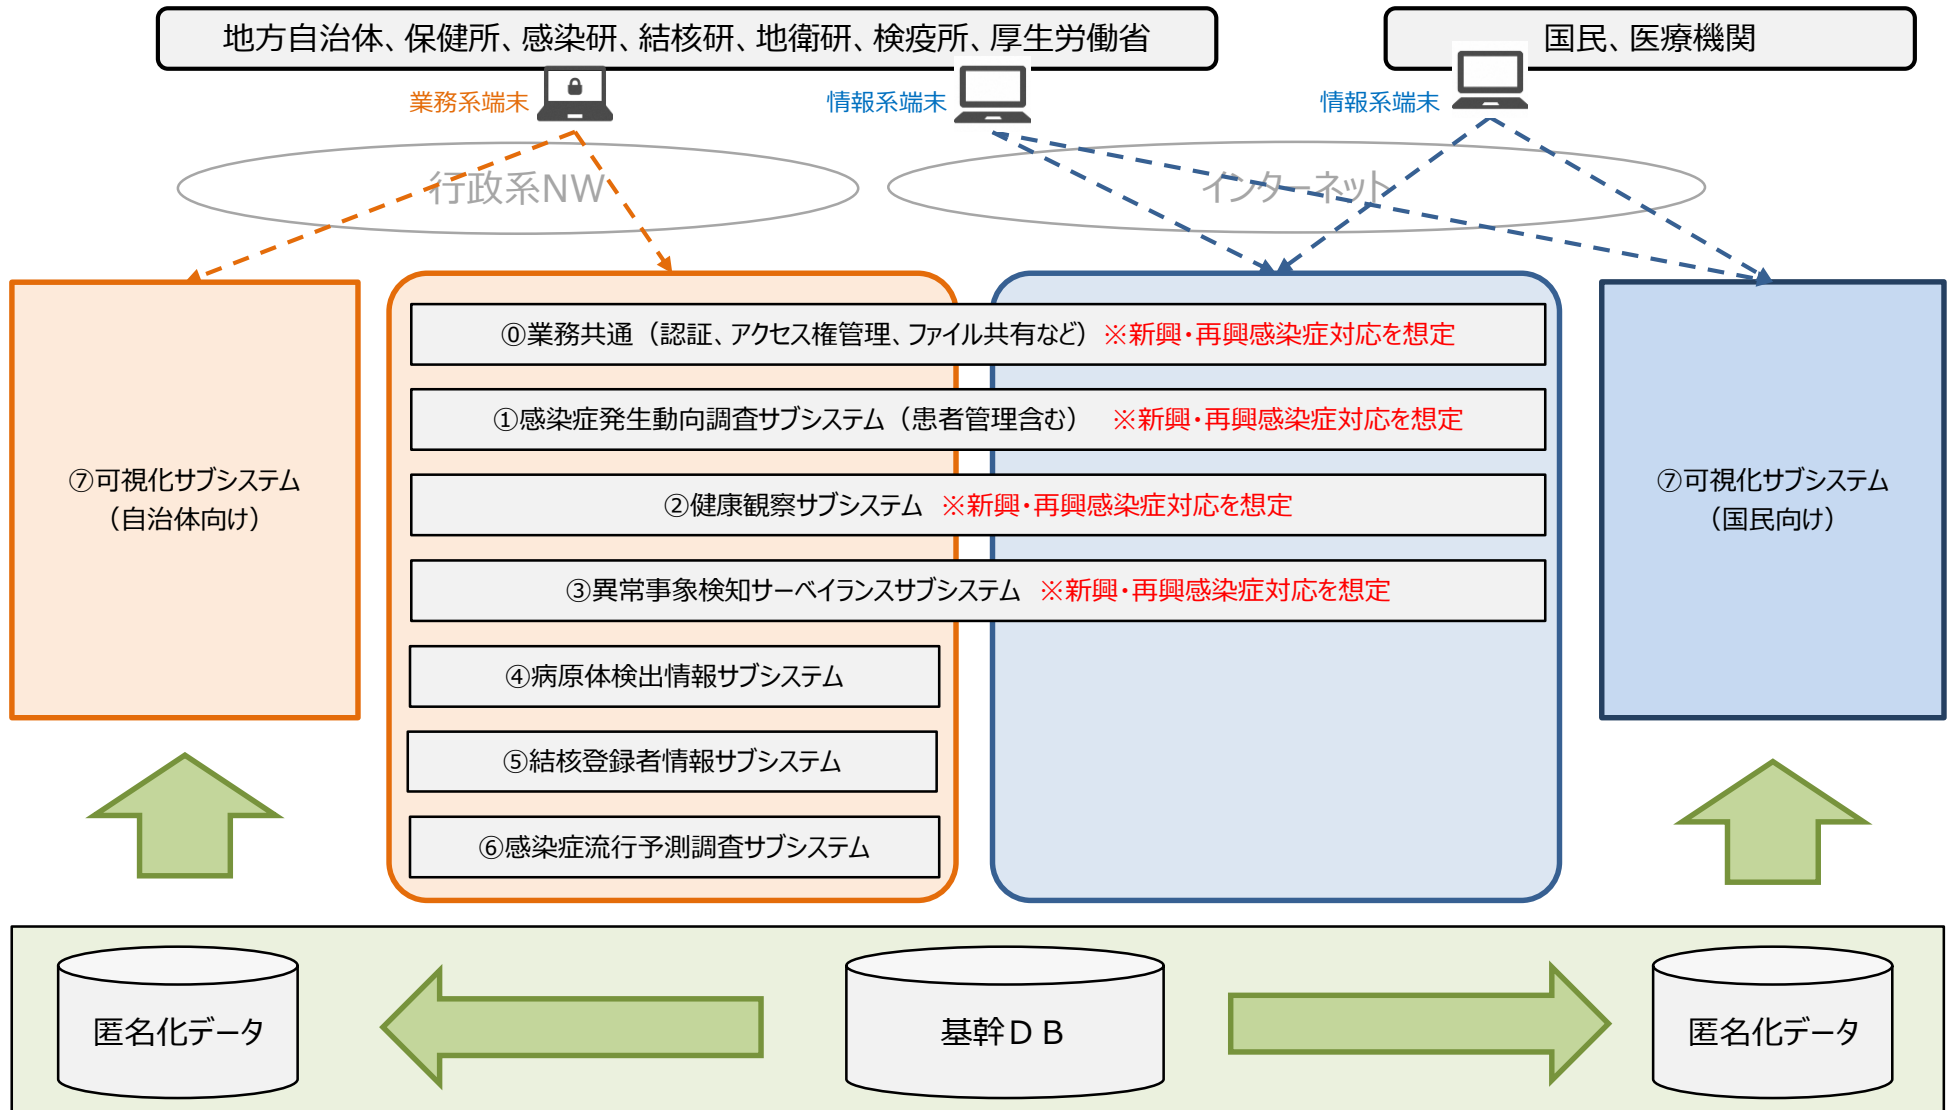 地方自治体、保健所、感染研、結核研、地衛研、検疫所、厚生労働省
国民、医療機関
業務系端末
情報系端末
情報系端末
行政系NW
インターネット
⓪業務共通（認証、アクセス権管理、ファイル共有など）※新興・再興感染症対応を想定
①感染症発生動向調査サブシステム（患者管理含む）　※新興・再興感染症対応を想定
②健康観察サブシステム　※新興・再興感染症対応を想定
③異常事象検知サーベイランスサブシステム　※新興・再興感染症対応を想定
④病原体検出情報サブシステム
⑤結核登録者情報サブシステム
⑥感染症流行予測調査サブシステム
⑦可視化サブシステム
（自治体向け）
⑦可視化サブシステム
（国民向け）
匿名化データ
基幹ＤＢ
匿名化データ